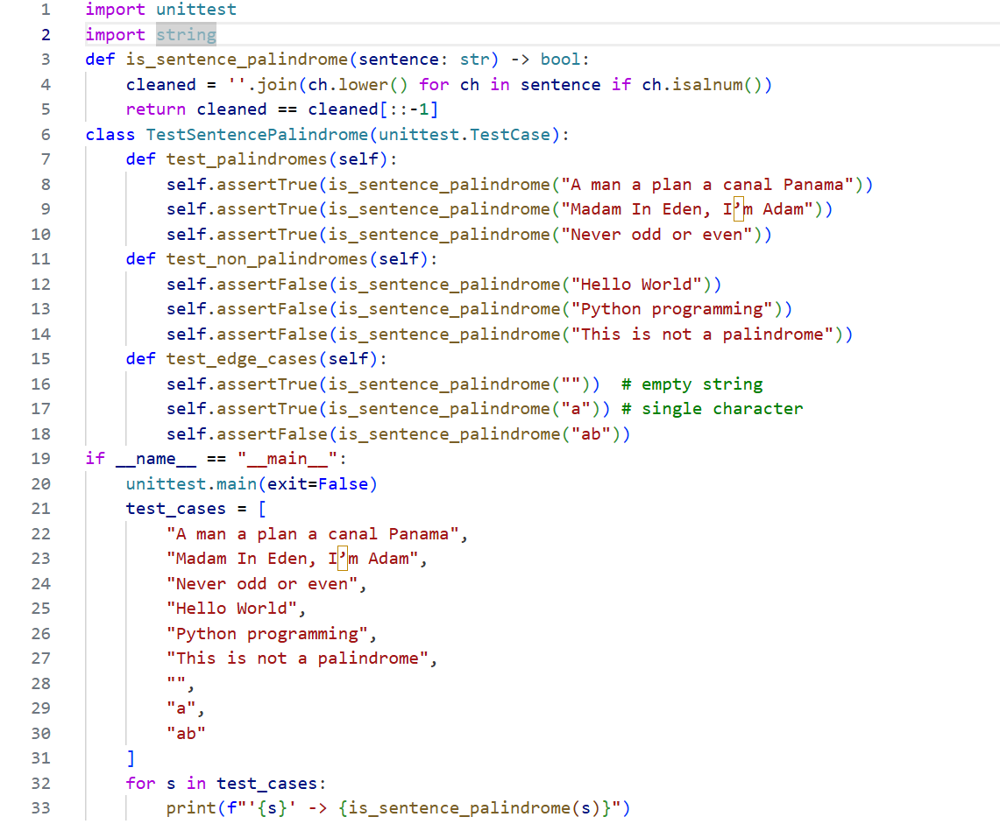 1 import unittest
2 import string
3 def is_sentence_palindrome(sentence: str) -> bool:
4     cleaned = ''.join(ch.lower() for ch in sentence if ch.isalnum())
5     return cleaned == cleaned[::-1]
6 class TestSentencePalindrome(unittest.TestCase):
7     def test_palindromes(self):
8         self.assertTrue(is_sentence_palindrome("A man a plan a canal Panama"))
9         self.assertTrue(is_sentence_palindrome("Madam In Eden, I’m Adam"))
10         self.assertTrue(is_sentence_palindrome("Never odd or even"))
11     def test_non_palindromes(self):
12         self.assertFalse(is_sentence_palindrome("Hello World"))
13         self.assertFalse(is_sentence_palindrome("Python programming"))
14         self.assertFalse(is_sentence_palindrome("This is not a palindrome"))
15     def test_edge_cases(self):
16         self.assertTrue(is_sentence_palindrome(""))  # empty string
17         self.assertTrue(is_sentence_palindrome("a")) # single character
18         self.assertFalse(is_sentence_palindrome("ab"))
19 if __name__ == "__main__":
20     unittest.main(exit=False)
21     test_cases = [
22         "A man a plan a canal Panama",
23         "Madam In Eden, I’m Adam",
24         "Never odd or even",
25         "Hello World",
26         "Python programming",
27         "This is not a palindrome",
28         "",
29         "a",
30         "ab"
31     ]
32     for s in test_cases:
33         print(f"'{s}' -> {is_sentence_palindrome(s)}")